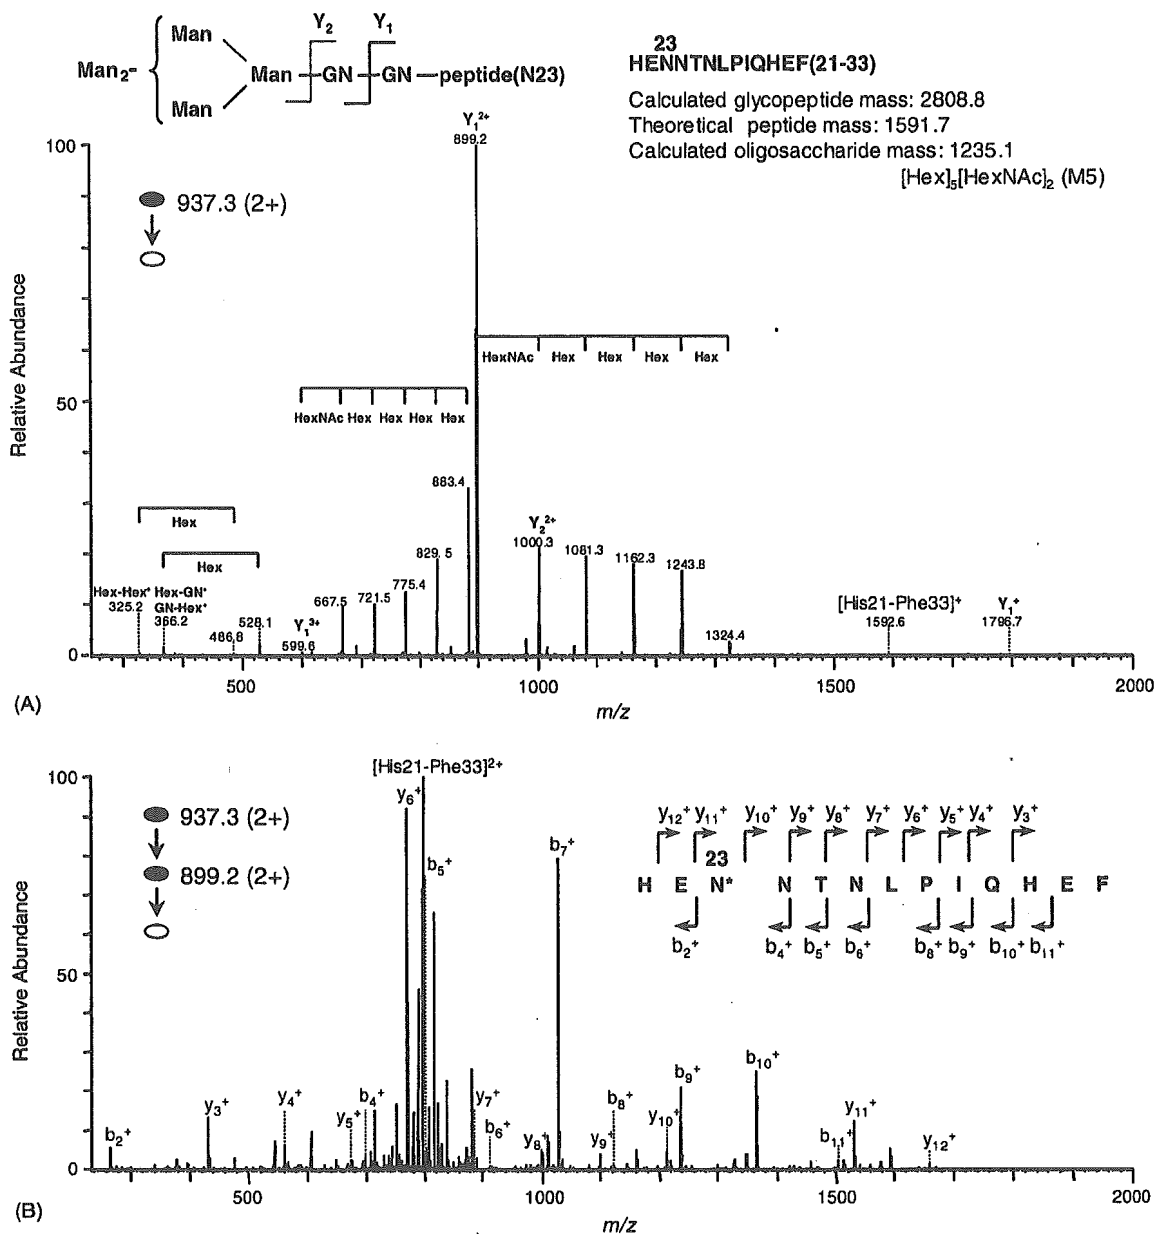 Man₂-
Man
Man
Man
GN
GN
peptide(N23)
Y₂
Y₁
23
HENNTNLPIQHEF(21-33)
Calculated glycopeptide mass: 2808.8
Theoretical peptide mass: 1591.7
Calculated oligosaccharide mass: 1235.1
[Hex]₅[HexNAc]₂ (M5)
Y₁²⁺
899.2
937.3 (2+)
HexNAc Hex Hex Hex Hex
HexNAc Hex Hex Hex Hex
883.4
Hex
Hex
829.5
Y₂²⁺
1000.3
1081.3
1162.3
1243.8
Hex-Hex⁺
325.2
Hex-GN⁺
GN-Hex⁺
366.2
486.8
528.1
Y₁³⁺
599.6
667.5
721.5
775.4
1324.4
[His21-Phe33]⁺
1592.6
Y₁⁺
1796.7
Relative Abundance
100
50
0
500
1000
1500
2000
m/z
(A)
[His21-Phe33]²⁺
937.3 (2+)
899.2 (2+)
y₁₂⁺ y₁₁⁺ y₁₀⁺ y₉⁺ y₈⁺ y₇⁺ y₆⁺ y₅⁺ y₄⁺ y₃⁺
23
H E N* N T N L P I Q H E F
b₂⁺ b₄⁺ b₅⁺ b₆⁺ b₈⁺ b₉⁺ b₁₀⁺ b₁₁⁺
y₆⁺
b₅⁺
b₇⁺
b₂⁺
y₃⁺
y₄⁺
y₅⁺
b₄⁺
y₇⁺
b₆⁺
y₈⁺
y₉⁺
b₈⁺
y₁₀⁺
b₉⁺
b₁₀⁺
b₁₁⁺
y₁₁⁺
y₁₂⁺
Relative Abundance
100
50
0
500
1000
1500
2000
m/z
(B)